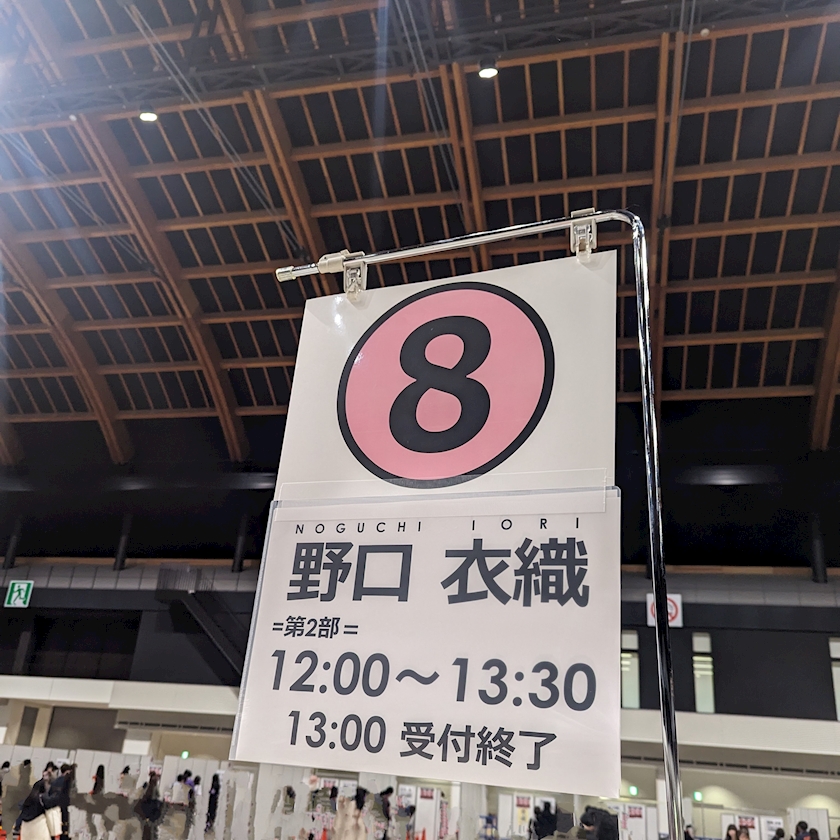 8
NOGUCHI IORI
野口 衣織
=第2部=
12:00〜13:30
13:00 受付終了